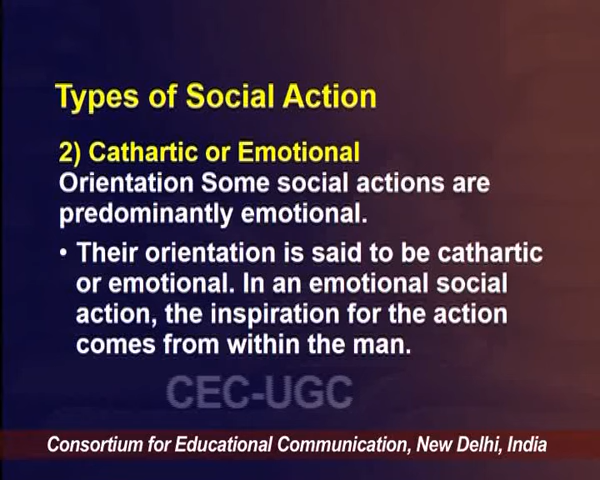 Types of Social Action
2) Cathartic or Emotional
Orientation Some social actions are
predominantly emotional.
• Their orientation is said to be cathartic
or emotional. In an emotional social
action, the inspiration for the action
comes from within the man.
CEC-UGC
Consortium for Educational Communication, New Delhi, India